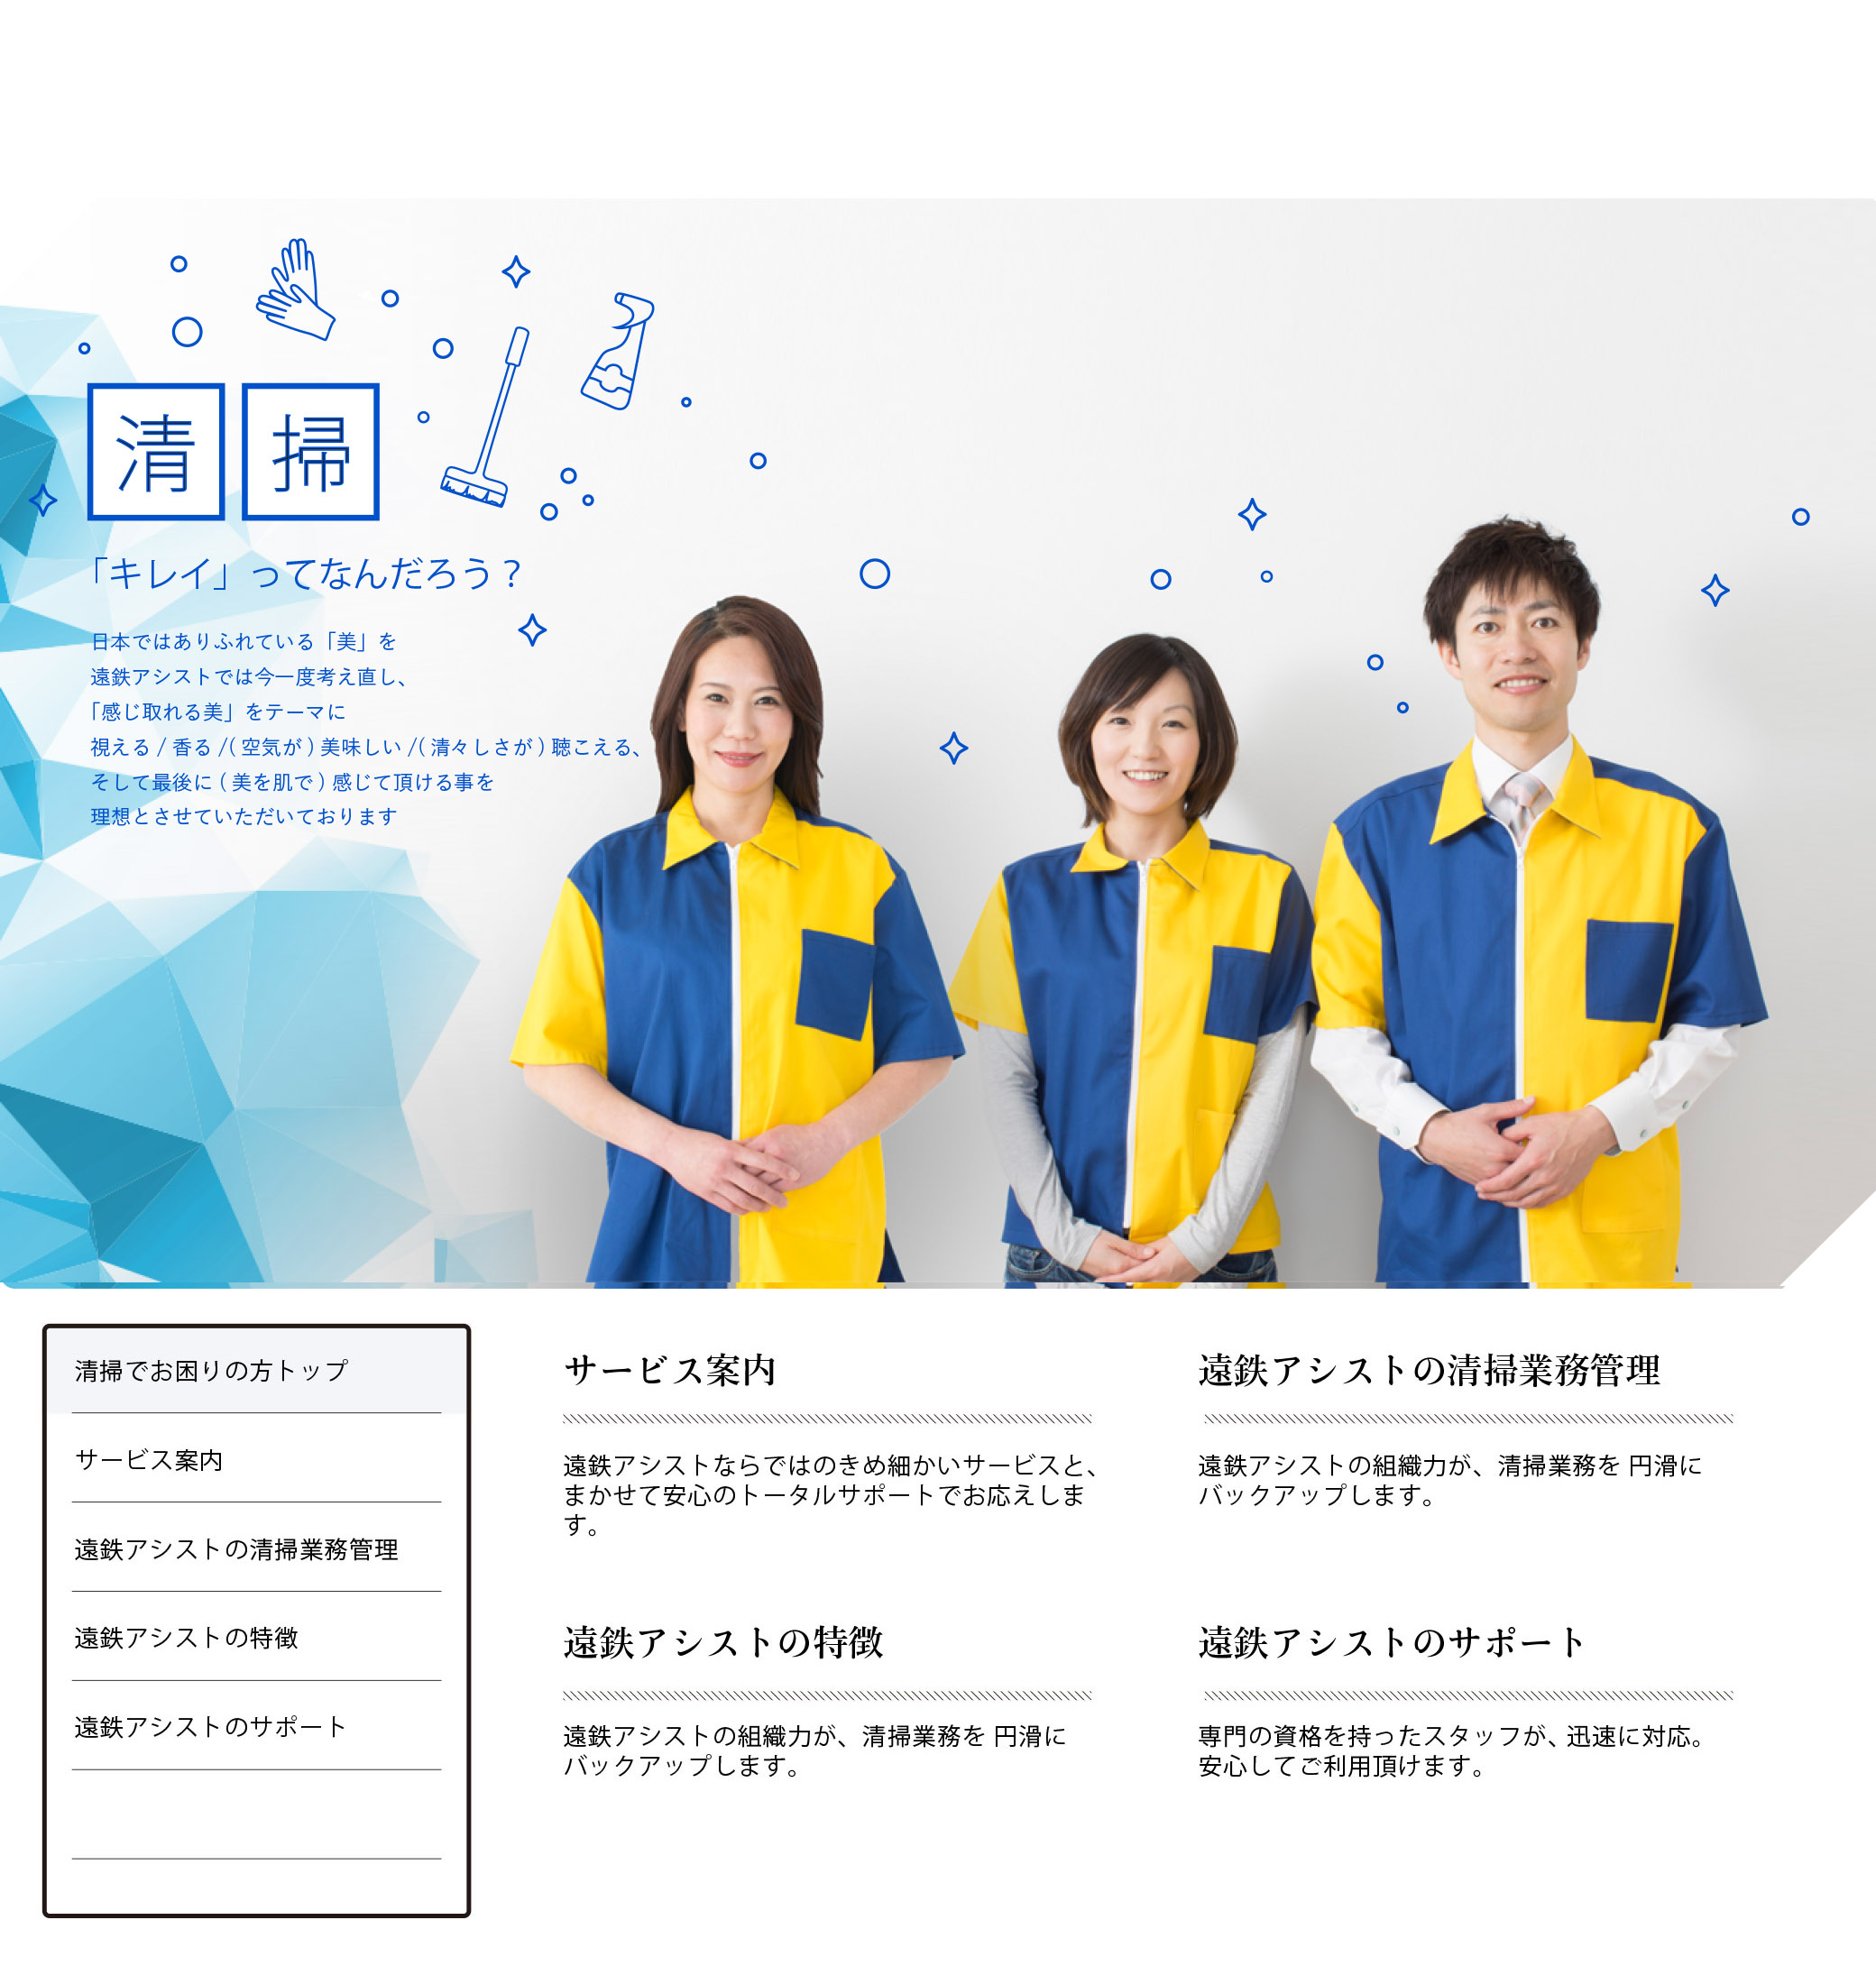 清掃
「キレイ」ってなんだろう？
日本ではありふれている「美」を
遠鉄アシストでは今一度考え直し、
「感じ取れる美」をテーマに
視える / 香る /( 空気が ) 美味しい /( 清々しさが ) 聴こえる、
そして最後に ( 美を肌で ) 感じて頂ける事を
理想とさせていただいております
清掃でお困りの方トップ
サービス案内
遠鉄アシストの清掃業務管理
遠鉄アシストの特徴
遠鉄アシストのサポート
サービス案内
遠鉄アシストならではのきめ細かいサービスと、
まかせて安心のトータルサポートでお応えしま
す。
遠鉄アシストの清掃業務管理
遠鉄アシストの組織力が、清掃業務を 円滑に
バックアップします。
遠鉄アシストの特徴
遠鉄アシストの組織力が、清掃業務を 円滑に
バックアップします。
遠鉄アシストのサポート
専門の資格を持ったスタッフが、迅速に対応。
安心してご利用頂けます。